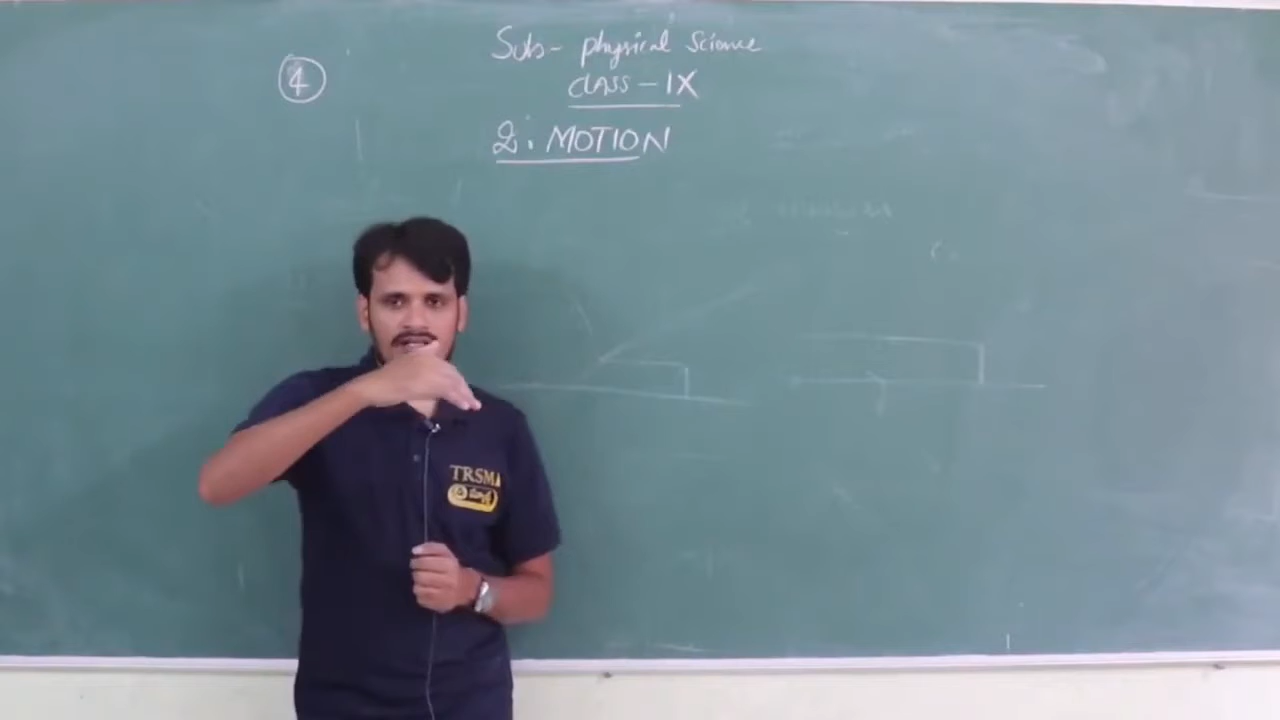 Sub- physical Science
④
CLASS - IX
2. MOTION
TRSMA